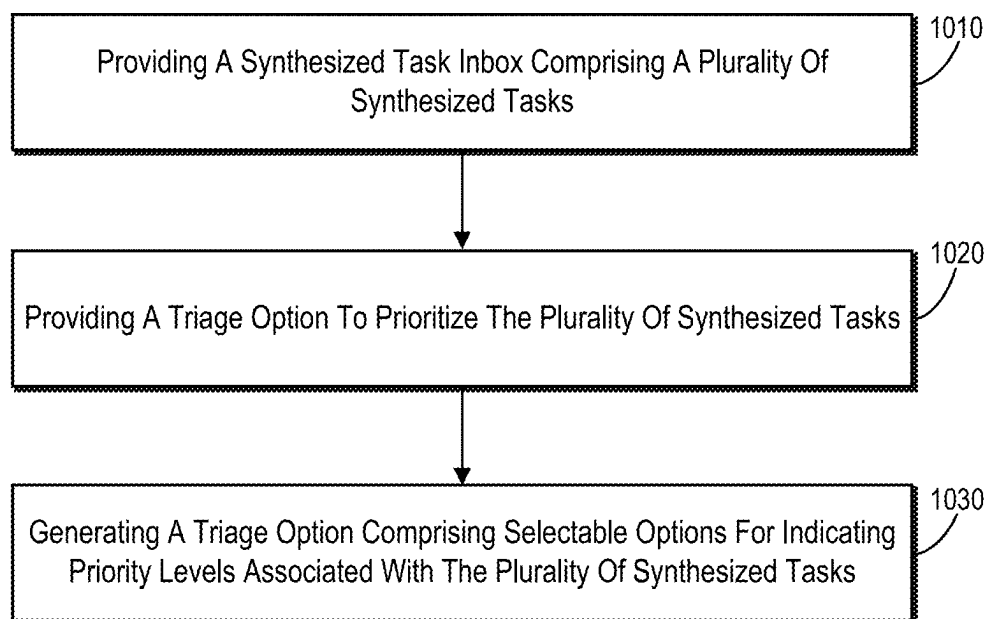 1010
Providing A Synthesized Task Inbox Comprising A Plurality Of
Synthesized Tasks
1020
Providing A Triage Option To Prioritize The Plurality Of Synthesized Tasks
1030
Generating A Triage Option Comprising Selectable Options For Indicating
Priority Levels Associated With The Plurality Of Synthesized Tasks